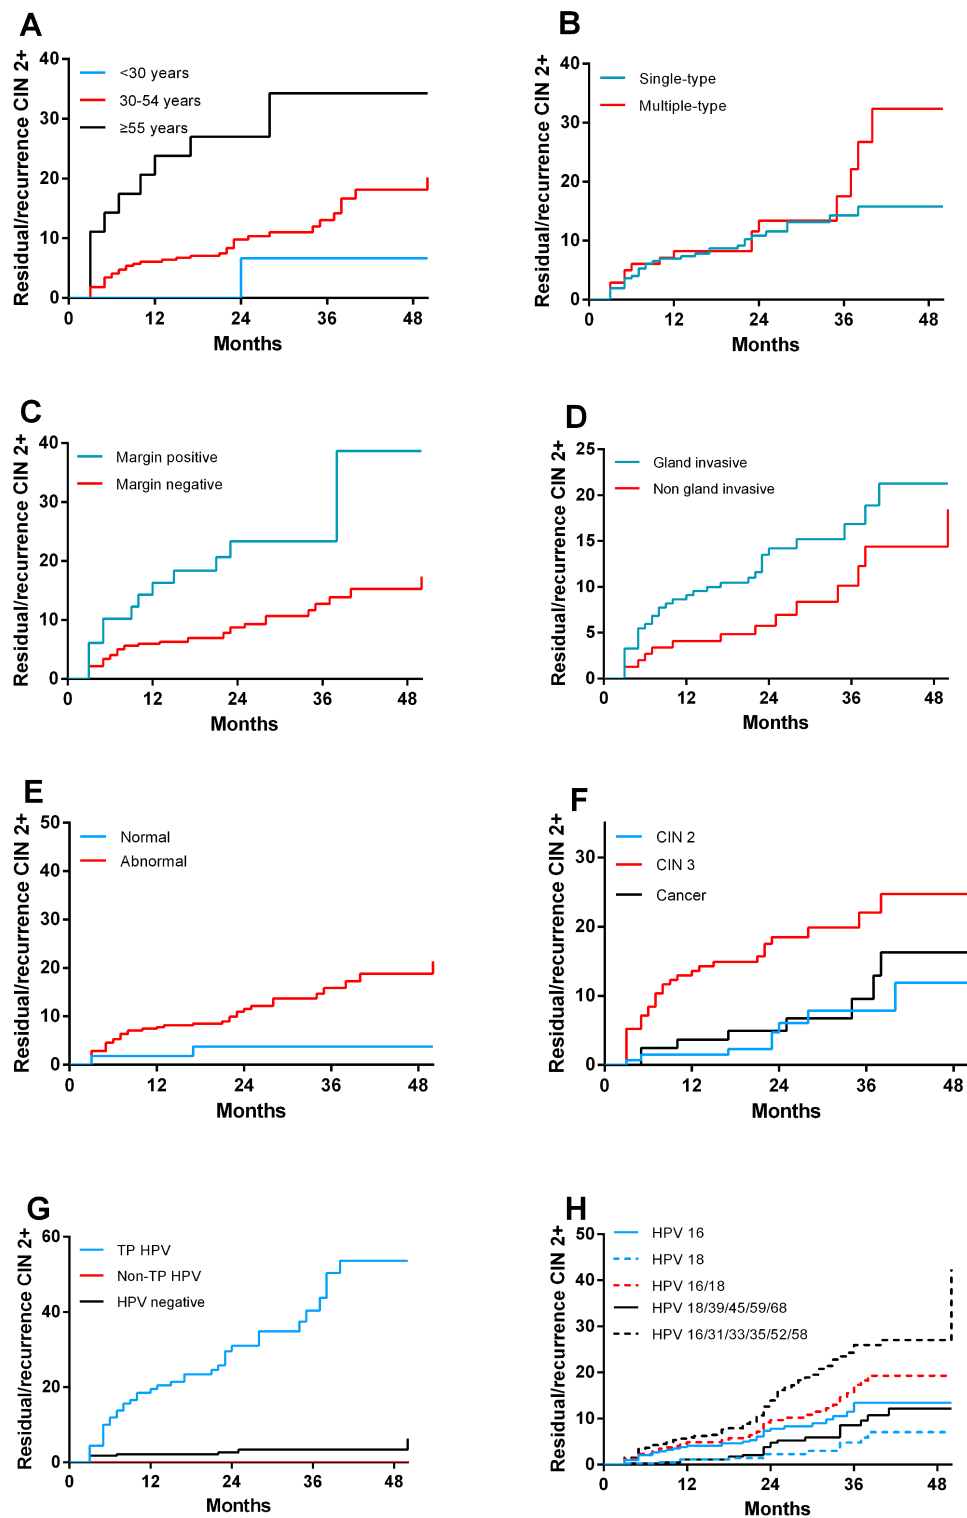 A
Residual/recurrence CIN 2+
40
30
20
10
0
<30 years
30-54 years
≥55 years
0 12 24 36 48
Months
B
Residual/recurrence CIN 2+
40
30
20
10
0
Single-type
Multiple-type
0 12 24 36 48
Months
C
Residual/recurrence CIN 2+
40
30
20
10
0
Margin positive
Margin negative
0 12 24 36 48
Months
D
Residual/recurrence CIN 2+
25
20
15
10
5
0
Gland invasive
Non gland invasive
0 12 24 36 48
Months
E
Residual/recurrence CIN 2+
50
40
30
20
10
0
Normal
Abnormal
0 12 24 36 48
Months
F
Residual/recurrence CIN 2+
30
20
10
0
CIN 2
CIN 3
Cancer
0 12 24 36 48
Months
G
Residual/recurrence CIN 2+
60
40
20
0
TP HPV
Non-TP HPV
HPV negative
0 12 24 36 48
Months
H
Residual/recurrence CIN 2+
50
40
30
20
10
0
HPV 16
HPV 18
HPV 16/18
HPV 18/39/45/59/68
HPV 16/31/33/35/52/58
0 12 24 36 48
Months